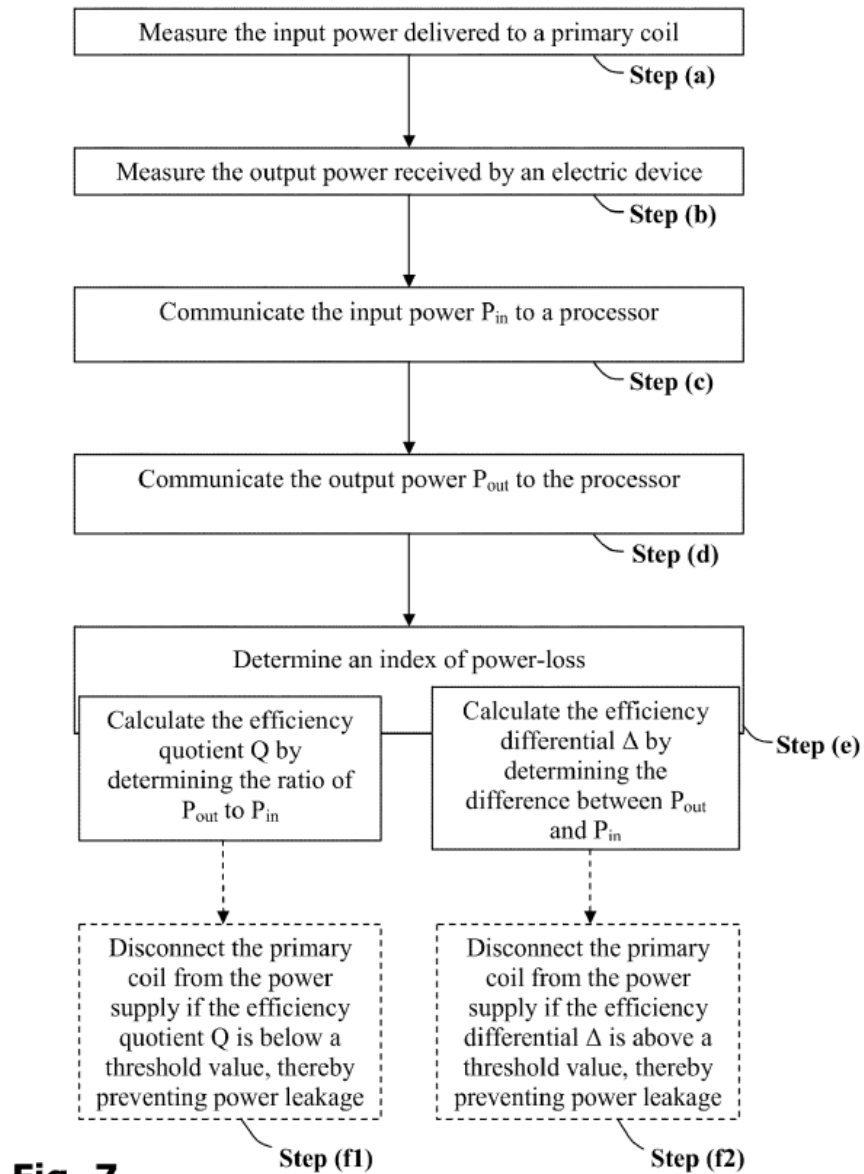 Measure the input power delivered to a primary coil
Step (a)
Measure the output power received by an electric device
Step (b)
Communicate the input power Pin to a processor
Step (c)
Communicate the output power Pout to the processor
Step (d)
Determine an index of power-loss
Calculate the efficiency
quotient Q by
determining the ratio of
Pout to Pin
Calculate the efficiency
differential Δ by
determining the
difference between Pout
and Pin
Step (e)
Disconnect the primary
coil from the power
supply if the efficiency
quotient Q is below a
threshold value, thereby
preventing power leakage
Step (f1)
Disconnect the primary
coil from the power
supply if the efficiency
differential Δ is above a
threshold value, thereby
preventing power leakage
Step (f2)
Fig. 7